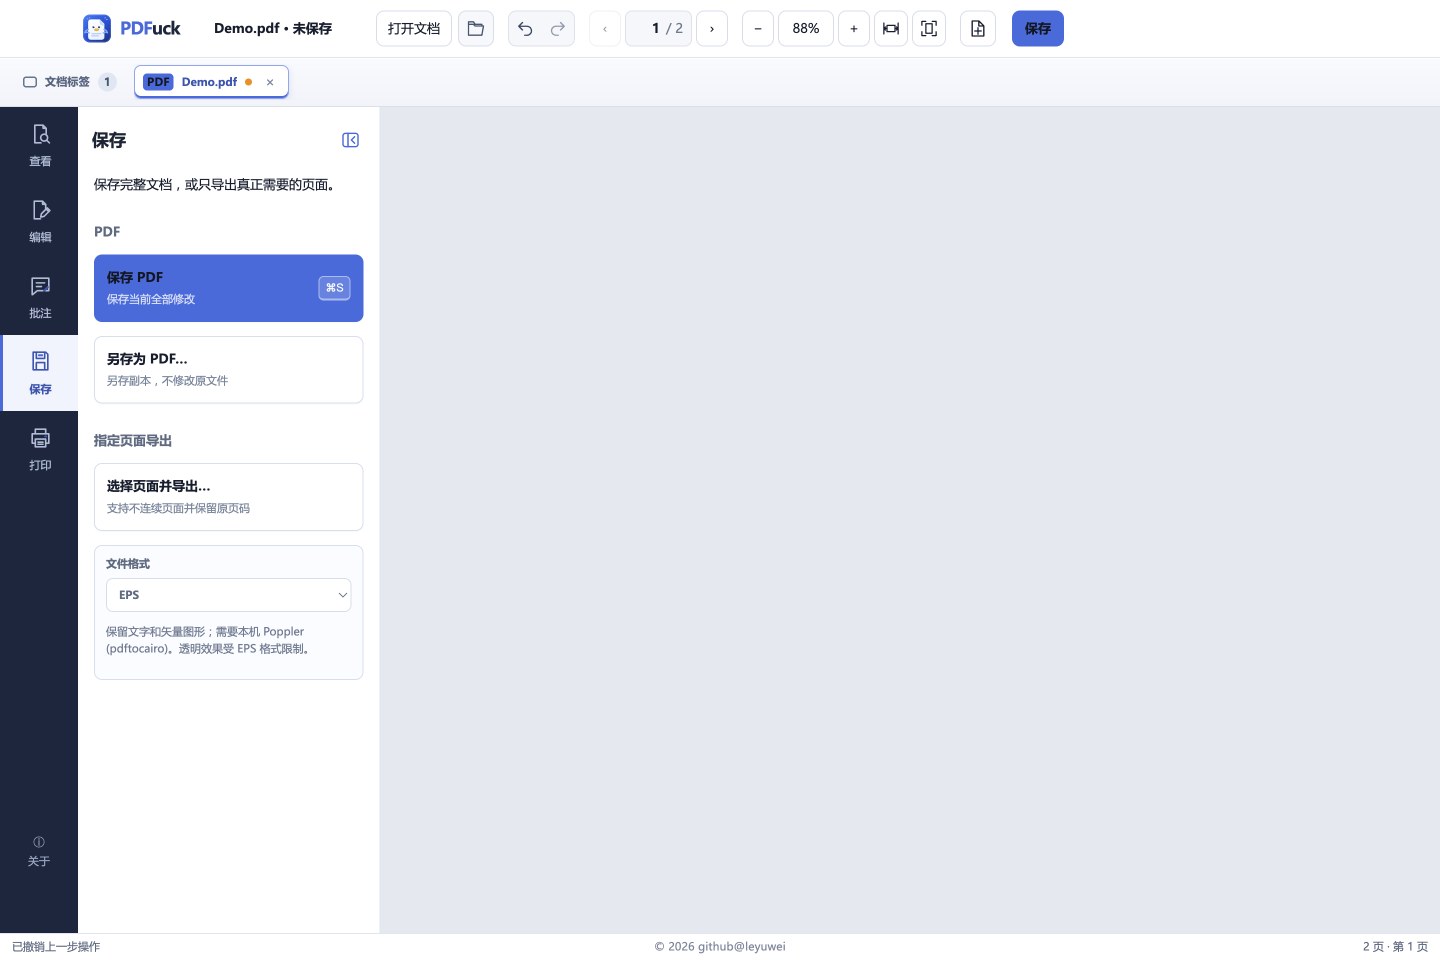 PDFuck
Demo.pdf • 未保存
打开文档
‹
1 / 2
›
−
88%
+
保存
文档标签 1
PDF Demo.pdf ×
查看
编辑
批注
保存
打印
关于
保存
保存完整文档，或只导出真正需要的页面。
PDF
保存 PDF
保存当前全部修改
⌘S
另存为 PDF...
另存副本，不修改原文件
指定页面导出
选择页面并导出...
支持不连续页面并保留原页码
文件格式
EPS
保留文字和矢量图形；需要本机 Poppler
(pdftocairo)。透明效果受 EPS 格式限制。
已撤销上一步操作
© 2026 github@leyuwei
2 页 · 第 1 页